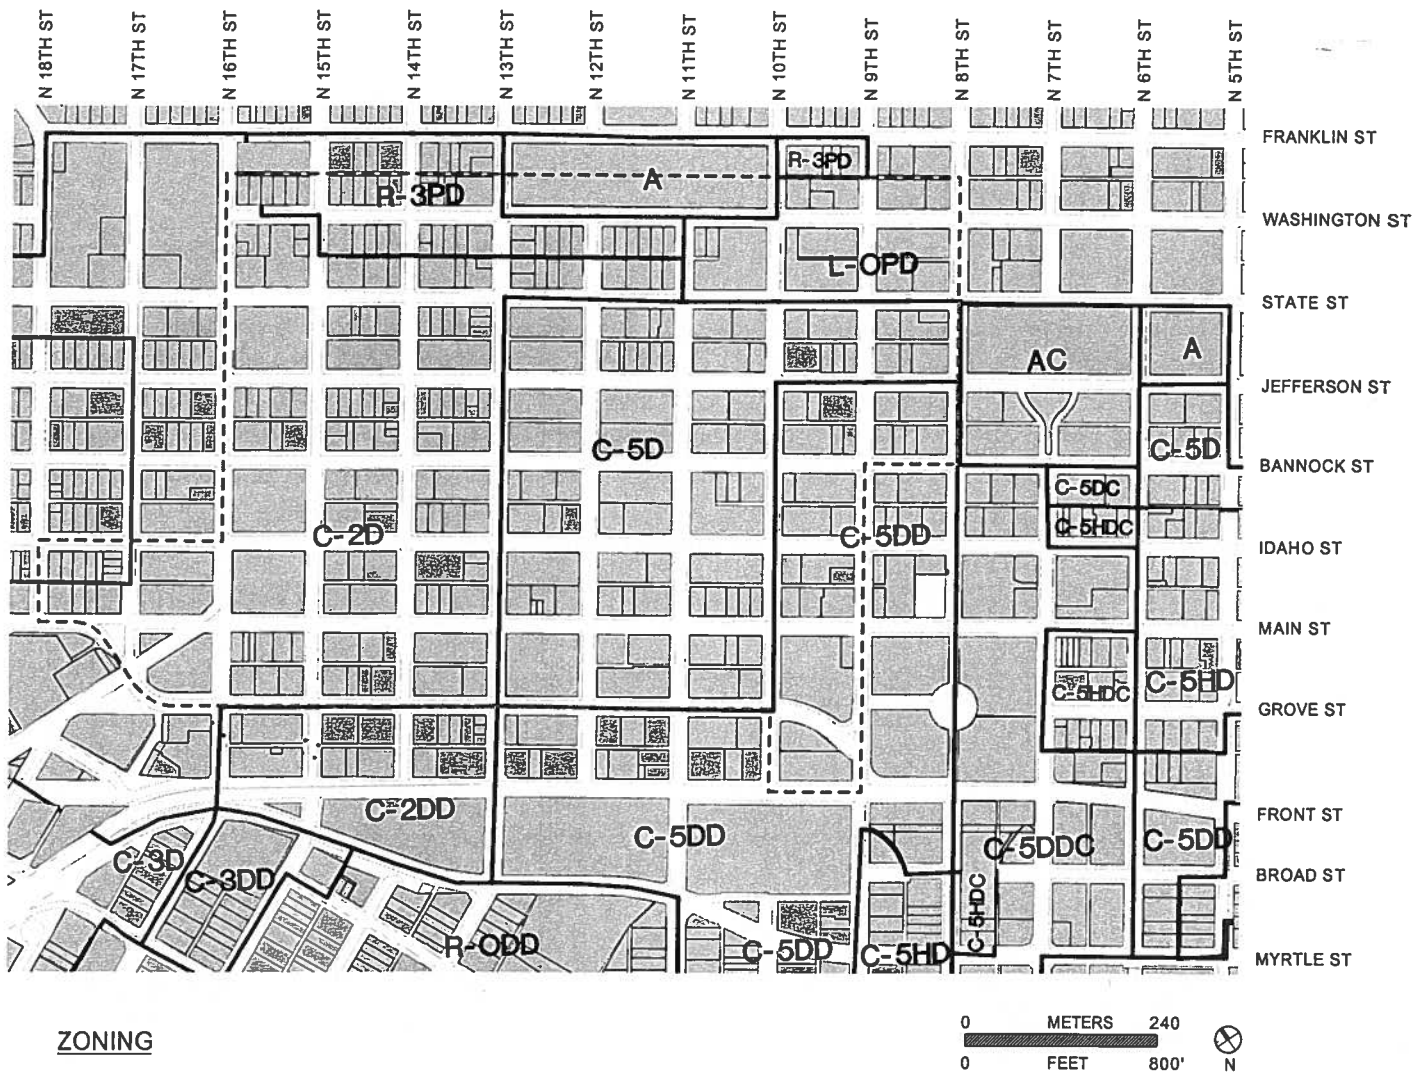 N 18TH ST
N 17TH ST
N 16TH ST
N 15TH ST
N 14TH ST
N 13TH ST
N 12TH ST
N 11TH ST
N 10TH ST
N 9TH ST
N 8TH ST
N 7TH ST
N 6TH ST
N 5TH ST
FRANKLIN ST
R-3PD
A
R-3PD
WASHINGTON ST
L-OPD
STATE ST
AC
A
JEFFERSON ST
C-5D
C-5D
BANNOCK ST
C-5DC
C-5HDC
C-2D
C-5DD
IDAHO ST
MAIN ST
C-5HDC
C-5HD
GROVE ST
C-2DD
C-5DD
FRONT ST
C-5DDC
C-5DD
C-3D
C-3DD
BROAD ST
C-5HDC
R-ODD
C-5DD
C-5HD
MYRTLE ST
ZONING
0 METERS 240
0 FEET 800'
N